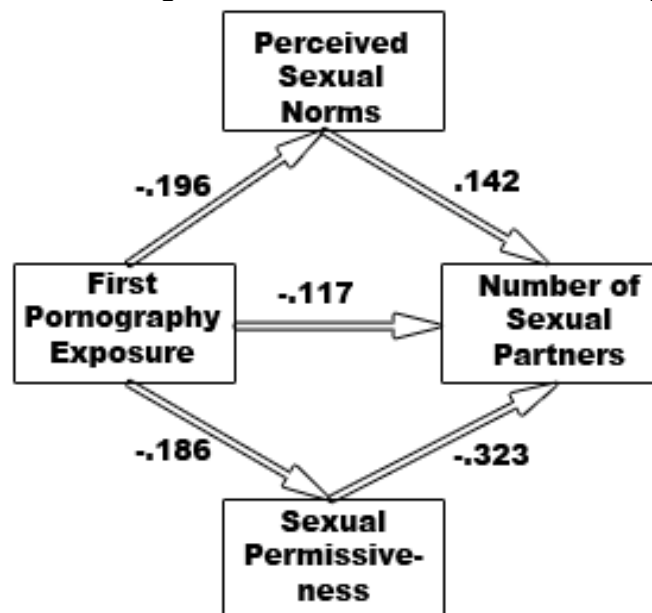 Perceived
Sexual
Norms
-.196
.142
First
Pornography
Exposure
-.117
Number of
Sexual
Partners
-.186
-.323
Sexual
Permissive-
ness